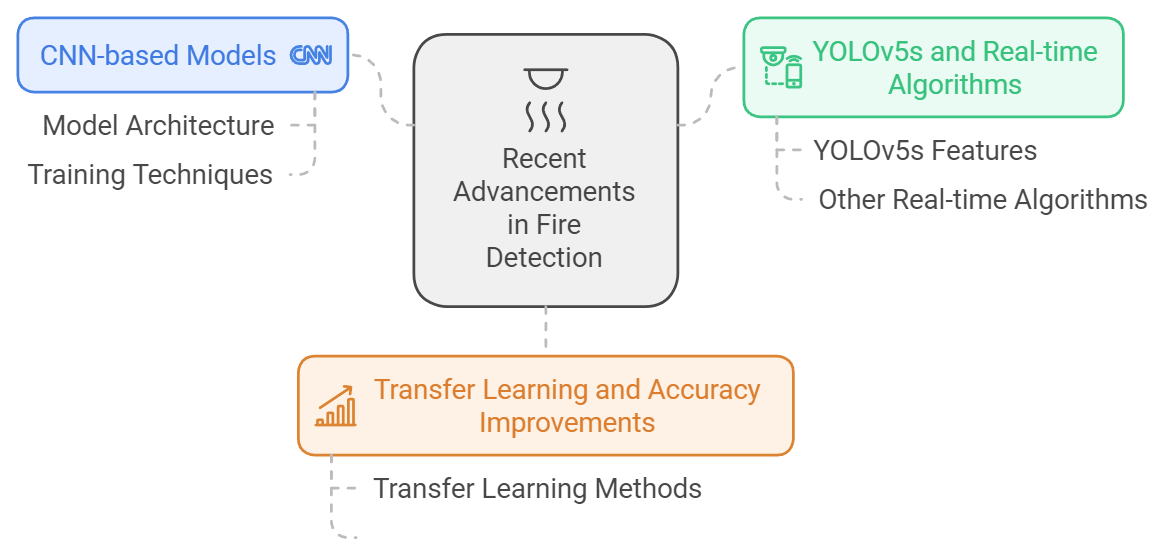 CNN-based Models CNN
Model Architecture
Training Techniques
Recent
Advancements
in Fire
Detection
YOLOv5s and Real-time
Algorithms
YOLOv5s Features
Other Real-time Algorithms
Transfer Learning and Accuracy
Improvements
Transfer Learning Methods